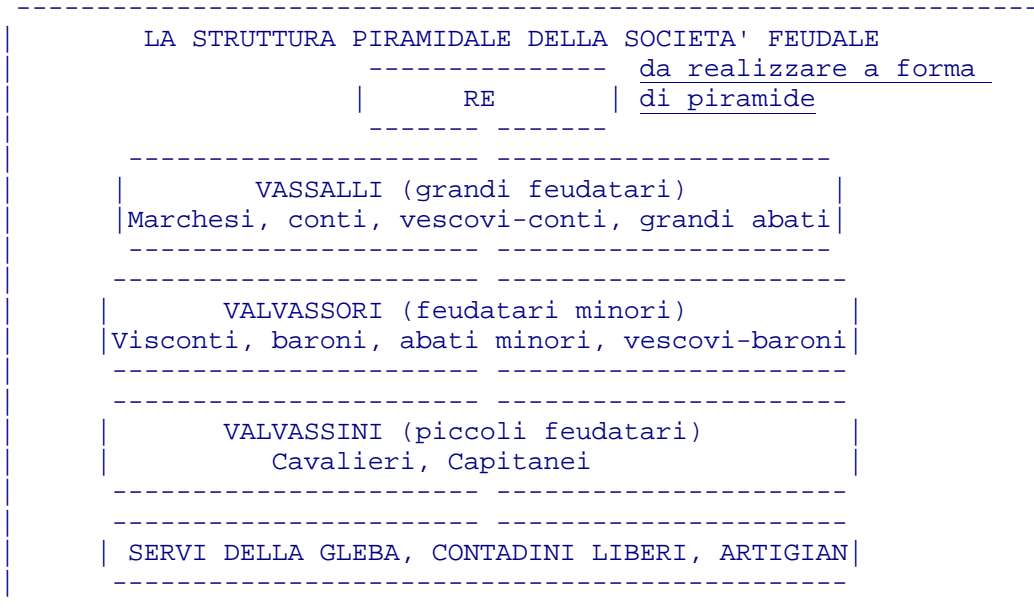 LA STRUTTURA PIRAMIDALE DELLA SOCIETA' FEUDALE
da realizzare a forma
RE di piramide
VASSALLI (grandi feudatari)
Marchesi, conti, vescovi-conti, grandi abati
VALVASSORI (feudatari minori)
Visconti, baroni, abati minori, vescovi-baroni
VALVASSINI (piccoli feudatari)
Cavalieri, Capitanei
SERVI DELLA GLEBA, CONTADINI LIBERI, ARTIGIAN